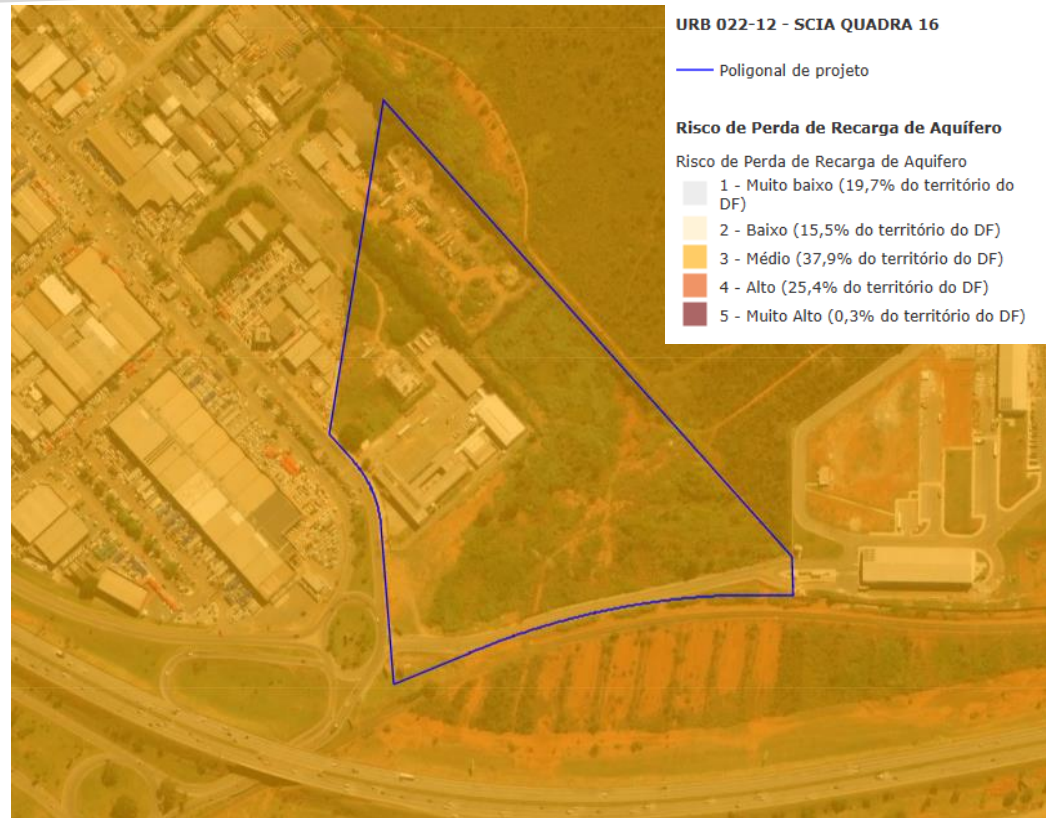 URB 022-12 - SCIA QUADRA 16
Poligonal de projeto
Risco de Perda de Recarga de Aquífero
Risco de Perda de Recarga de Aquifero
1 - Muito baixo (19,7% do território do
DF)
2 - Baixo (15,5% do território do DF)
3 - Médio (37,9% do território do DF)
4 - Alto (25,4% do território do DF)
5 - Muito Alto (0,3% do território do DF)